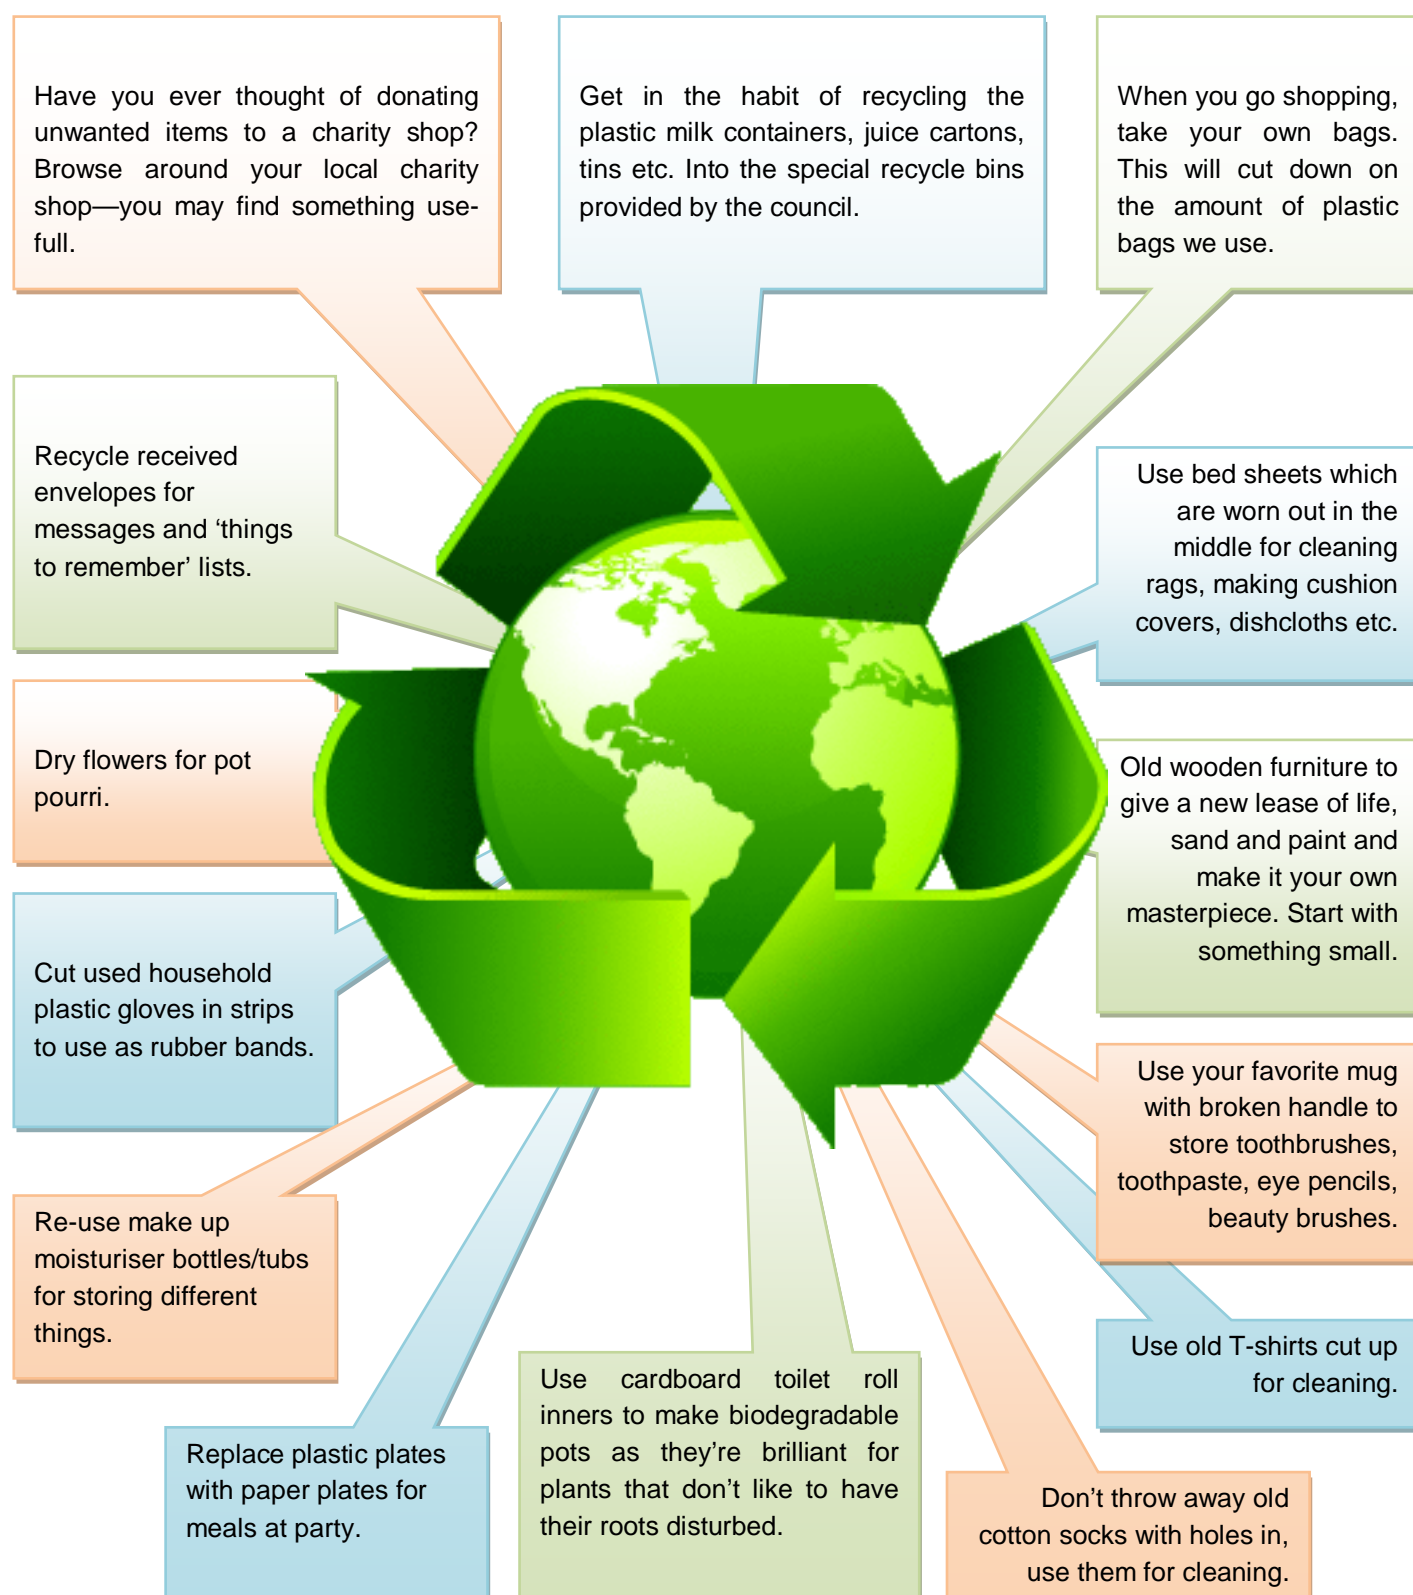 Have you ever thought of donating
unwanted items to a charity shop?
Browse around your local charity
shop—you may find something use-
full.
Get in the habit of recycling the
plastic milk containers, juice cartons,
tins etc. Into the special recycle bins
provided by the council.
When you go shopping,
take your own bags.
This will cut down on
the amount of plastic
bags we use.
Recycle received
envelopes for
messages and ‘things
to remember’ lists.
Use bed sheets which
are worn out in the
middle for cleaning
rags, making cushion
covers, dishcloths etc.
Dry flowers for pot
pourri.
Old wooden furniture to
give a new lease of life,
sand and paint and
make it your own
masterpiece. Start with
something small.
Cut used household
plastic gloves in strips
to use as rubber bands.
Use your favorite mug
with broken handle to
store toothbrushes,
toothpaste, eye pencils,
beauty brushes.
Re-use make up
moisturiser bottles/tubs
for storing different
things.
Use old T-shirts cut up
for cleaning.
Replace plastic plates
with paper plates for
meals at party.
Use cardboard toilet roll
inners to make biodegradable
pots as they’re brilliant for
plants that don’t like to have
their roots disturbed.
Don’t throw away old
cotton socks with holes in,
use them for cleaning.